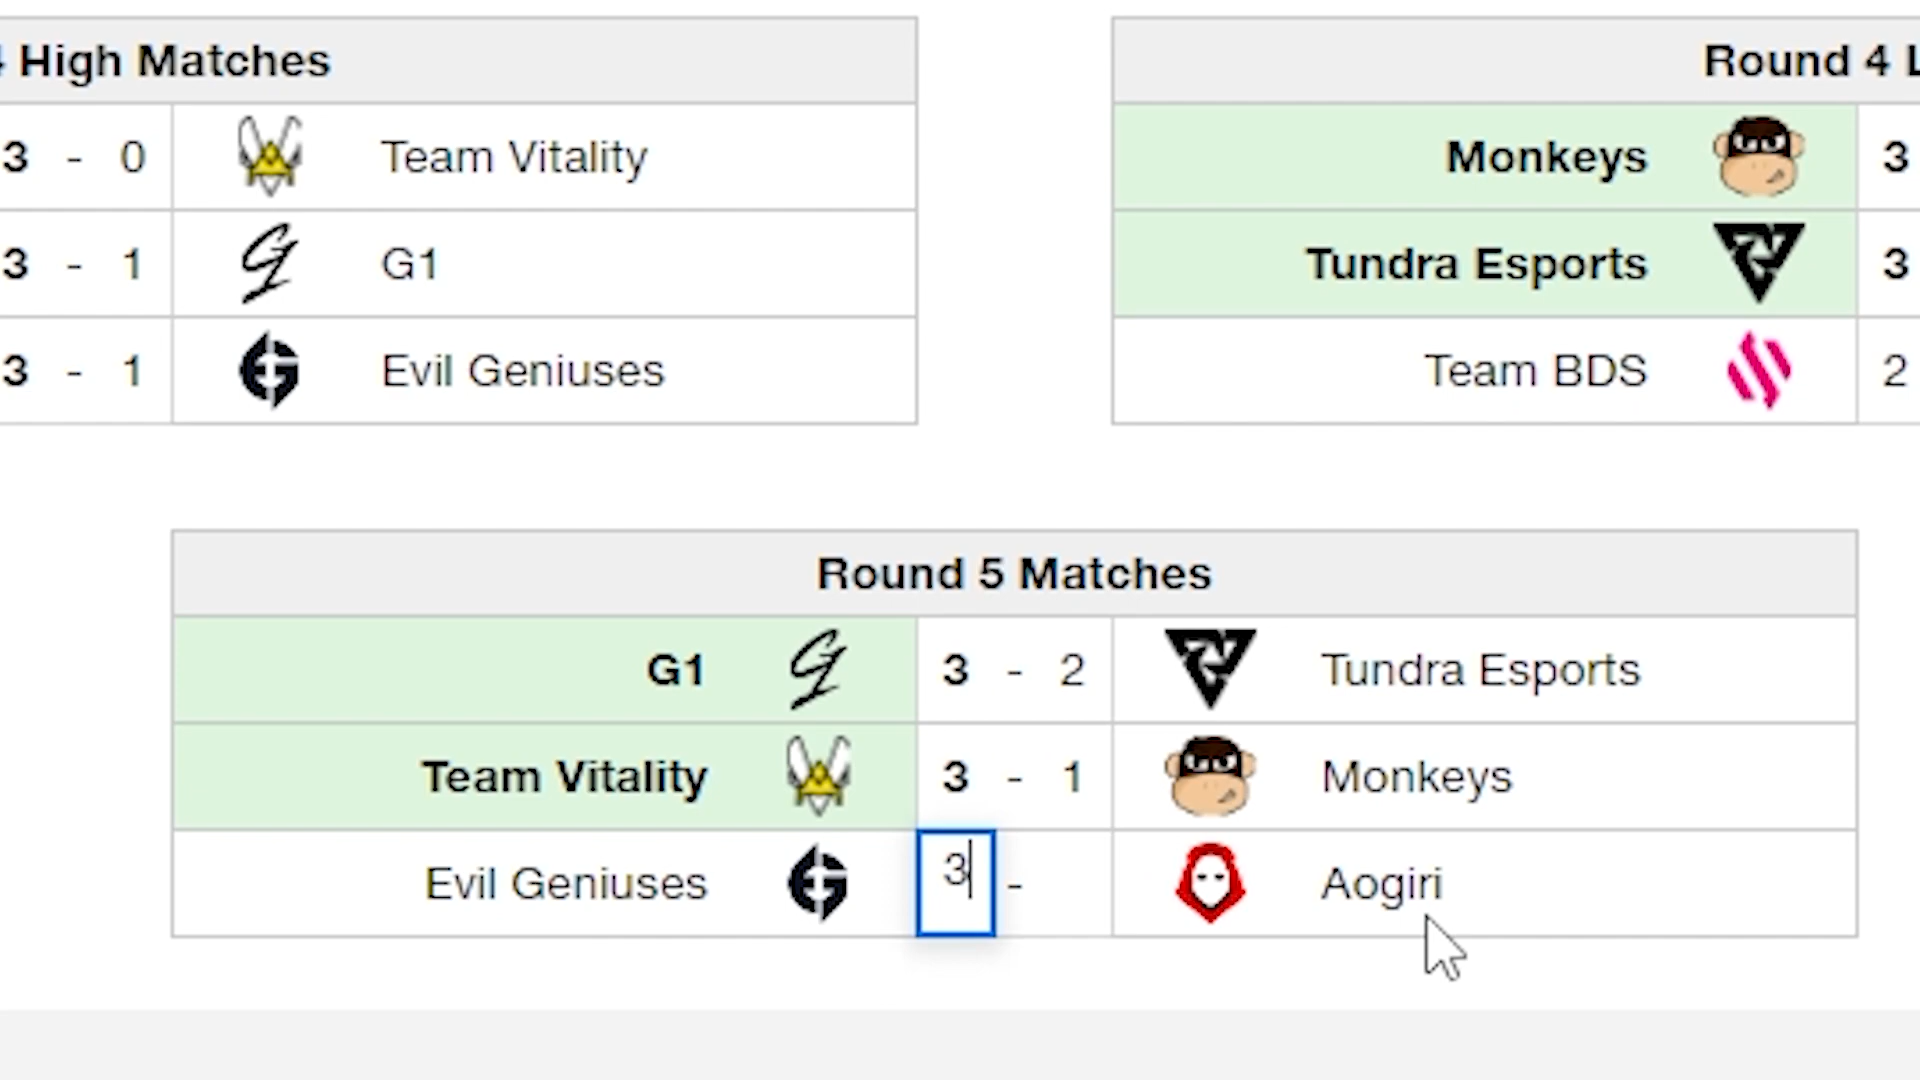 High Matches
3 - 0 Team Vitality
3 - 1 G1
3 - 1 Evil Geniuses
Round 4
Monkeys 3
Tundra Esports 3
Team BDS 2
Round 5 Matches
G1 3 - 2 Tundra Esports
Team Vitality 3 - 1 Monkeys
Evil Geniuses 3 - Aogiri